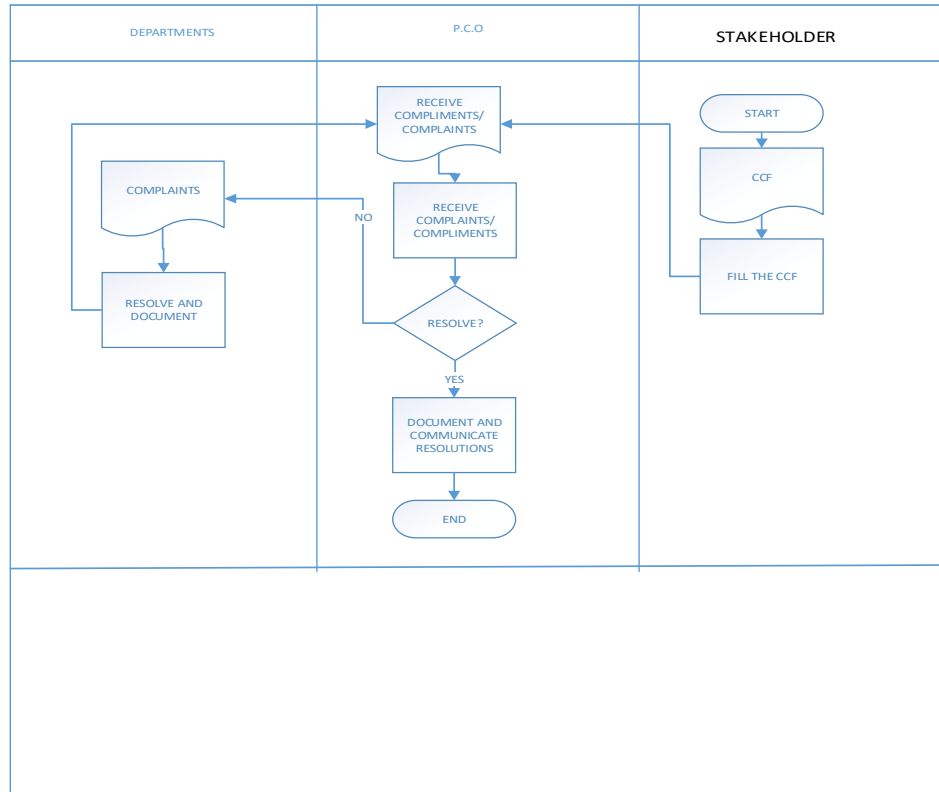 DEPARTMENTS
P.C.O
STAKEHOLDER
RECEIVE
COMPLIMENTS/
COMPLAINTS
START
COMPLAINTS
CCF
NO
RECEIVE
COMPLAINTS/
COMPLIMENTS
FILL THE CCF
RESOLVE AND
DOCUMENT
RESOLVE?
YES
DOCUMENT AND
COMMUNICATE
RESOLUTIONS
END